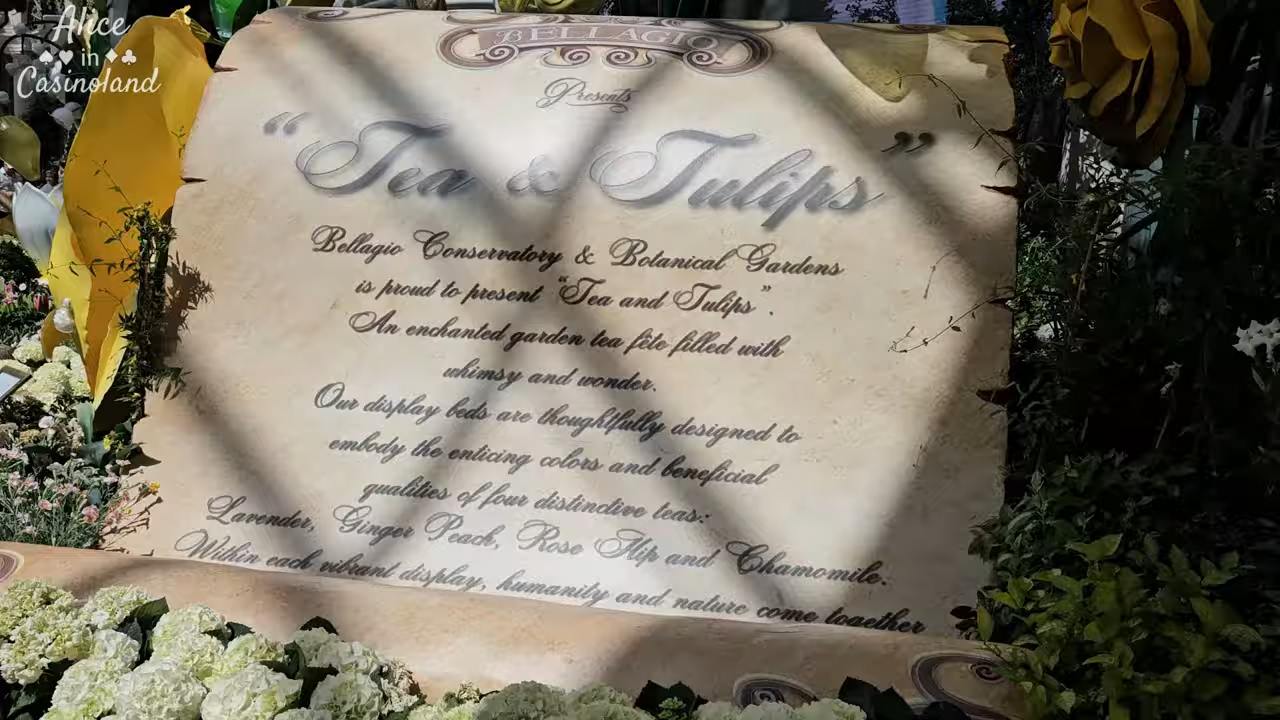 Alice
in
Casinoland
BELLAGIO
Presents
"Tea & Tulips"
Bellagio Conservatory & Botanical Gardens
is proud to present "Tea and Tulips".
An enchanted garden tea fête filled with
whimsy and wonder.
Our display beds are thoughtfully designed to
embody the enticing colors and beneficial
qualities of four distinctive teas:
Lavender, Ginger Peach, Rose Hip and Chamomile.
Within each vibrant display, humanity and nature come together